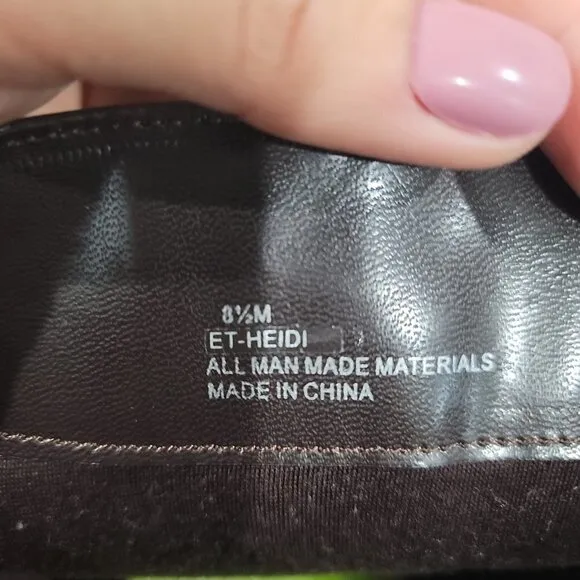 8½M
ET-HEIDI
ALL MAN MADE MATERIALS
MADE IN CHINA